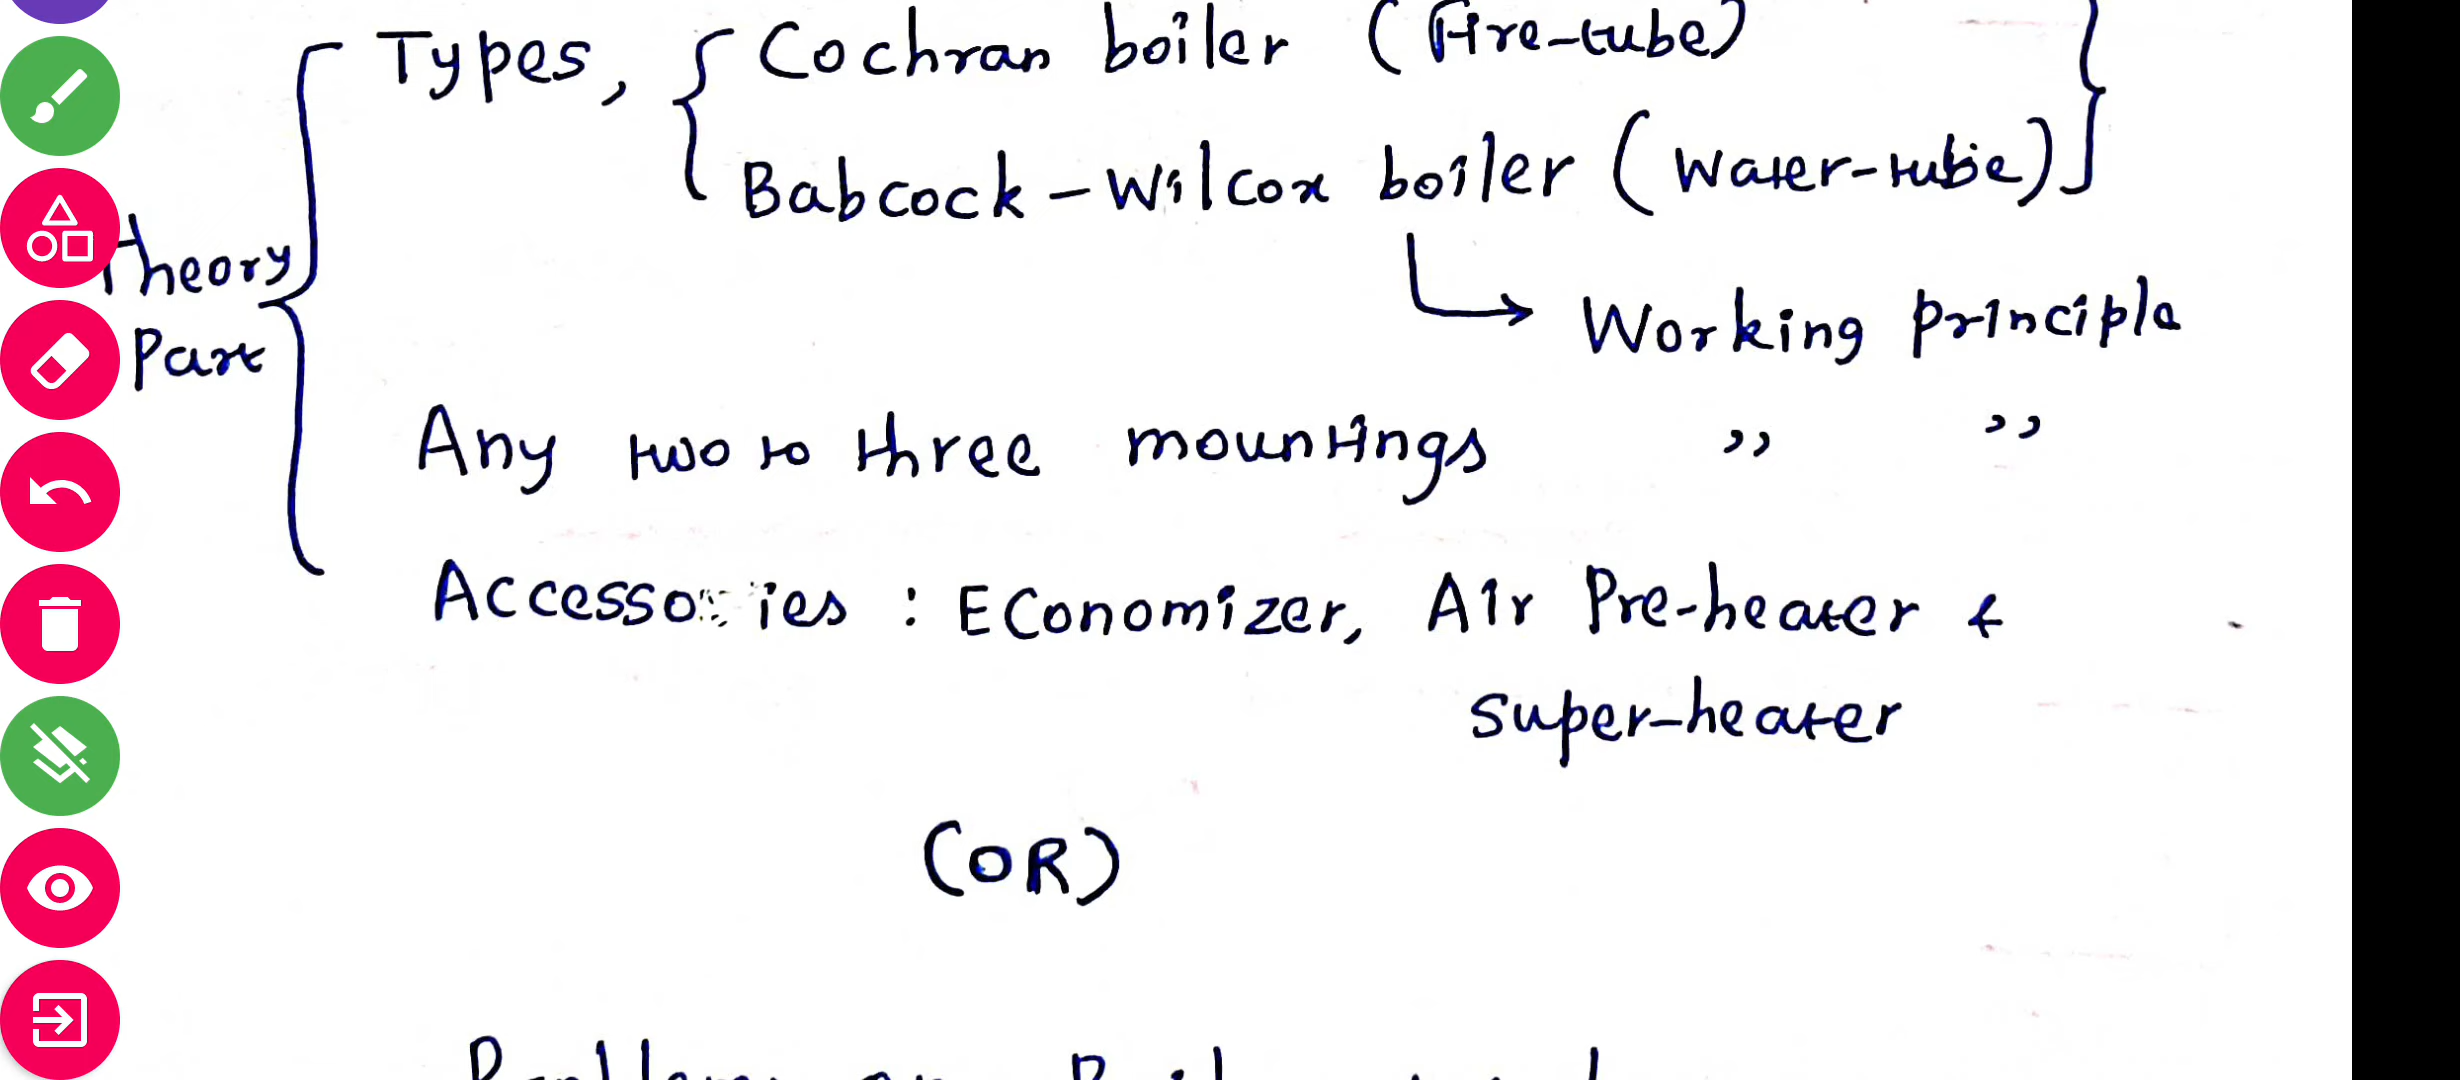 Types, { Cochran boiler (Fire-tube) }
Babcock-Wilcox boiler (Water-tube)
Theory Part
→ Working principle
Any two to three mountings ,, ,,
Accessories : Economizer, Air Pre-heater &
super-heater
(OR)